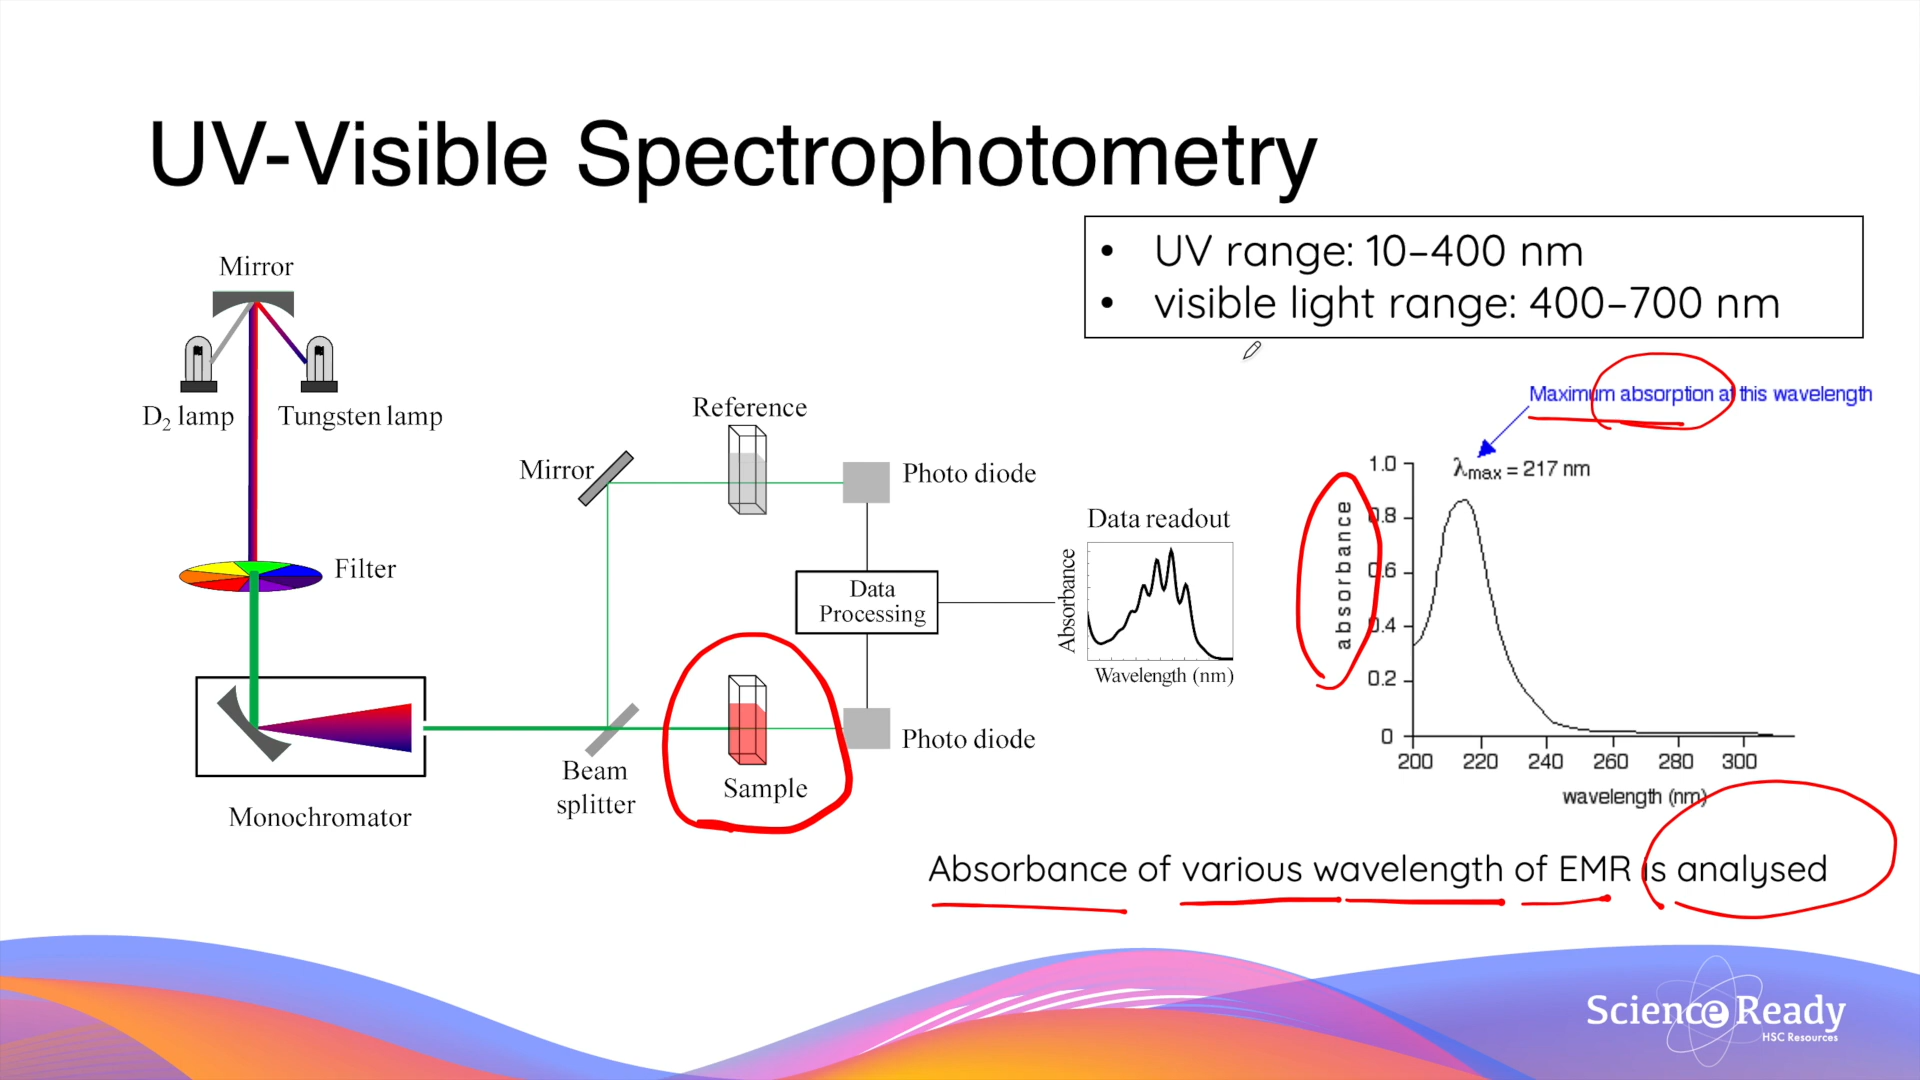 UV-Visible Spectrophotometry
• UV range: 10–400 nm
• visible light range: 400–700 nm
Mirror
D2 lamp
Tungsten lamp
Filter
Monochromator
Mirror
Reference
Photo diode
Data
Processing
Beam
splitter
Sample
Photo diode
Data readout
Absorbance
Wavelength (nm)
Maximum absorption at this wavelength
λmax = 217 nm
absorbance
1.0
0.8
0.6
0.4
0.2
0
200 220 240 260 280 300
wavelength (nm)
Absorbance of various wavelength of EMR is analysed
Science Ready
HSC Resources